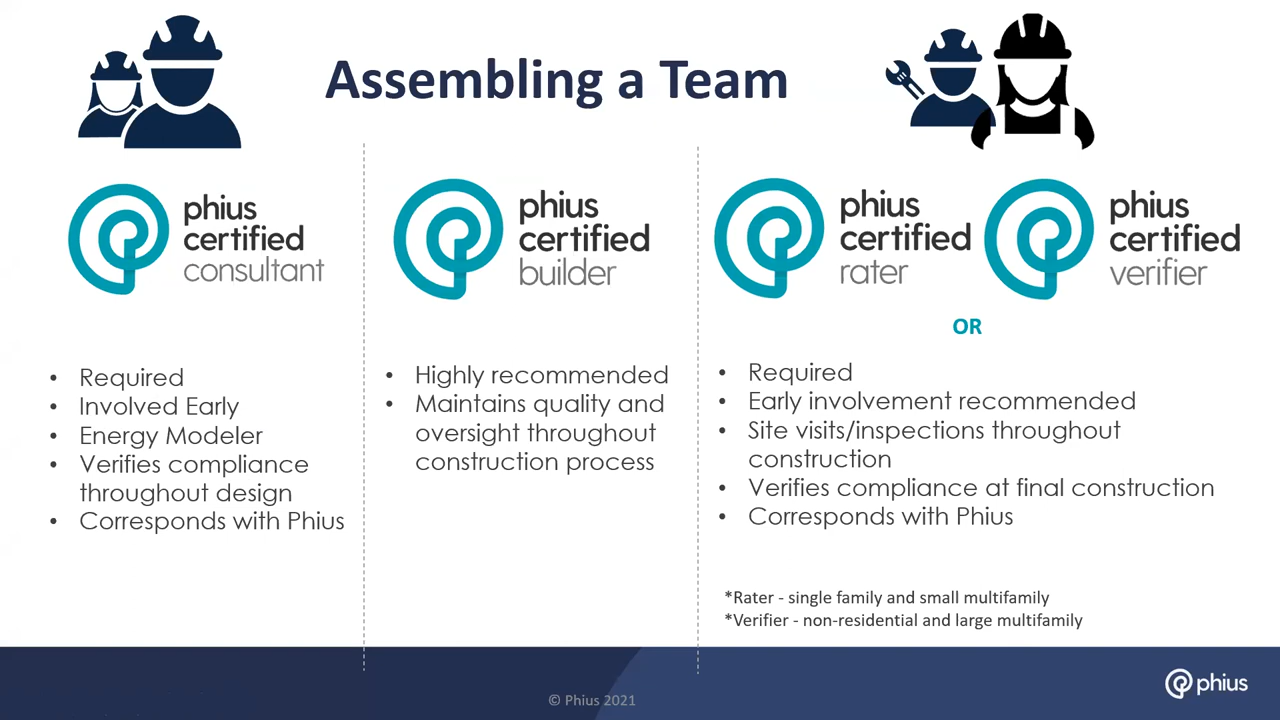 Assembling a Team
phius
certified
consultant
phius
certified
builder
phius
certified
rater
phius
certified
verifier
OR
• Required
• Involved Early
• Energy Modeler
• Verifies compliance
throughout design
• Corresponds with Phius
• Highly recommended
• Maintains quality and
oversight throughout
construction process
• Required
• Early involvement recommended
• Site visits/inspections throughout
construction
• Verifies compliance at final construction
• Corresponds with Phius
*Rater - single family and small multifamily
*Verifier - non-residential and large multifamily
© Phius 2021
phius